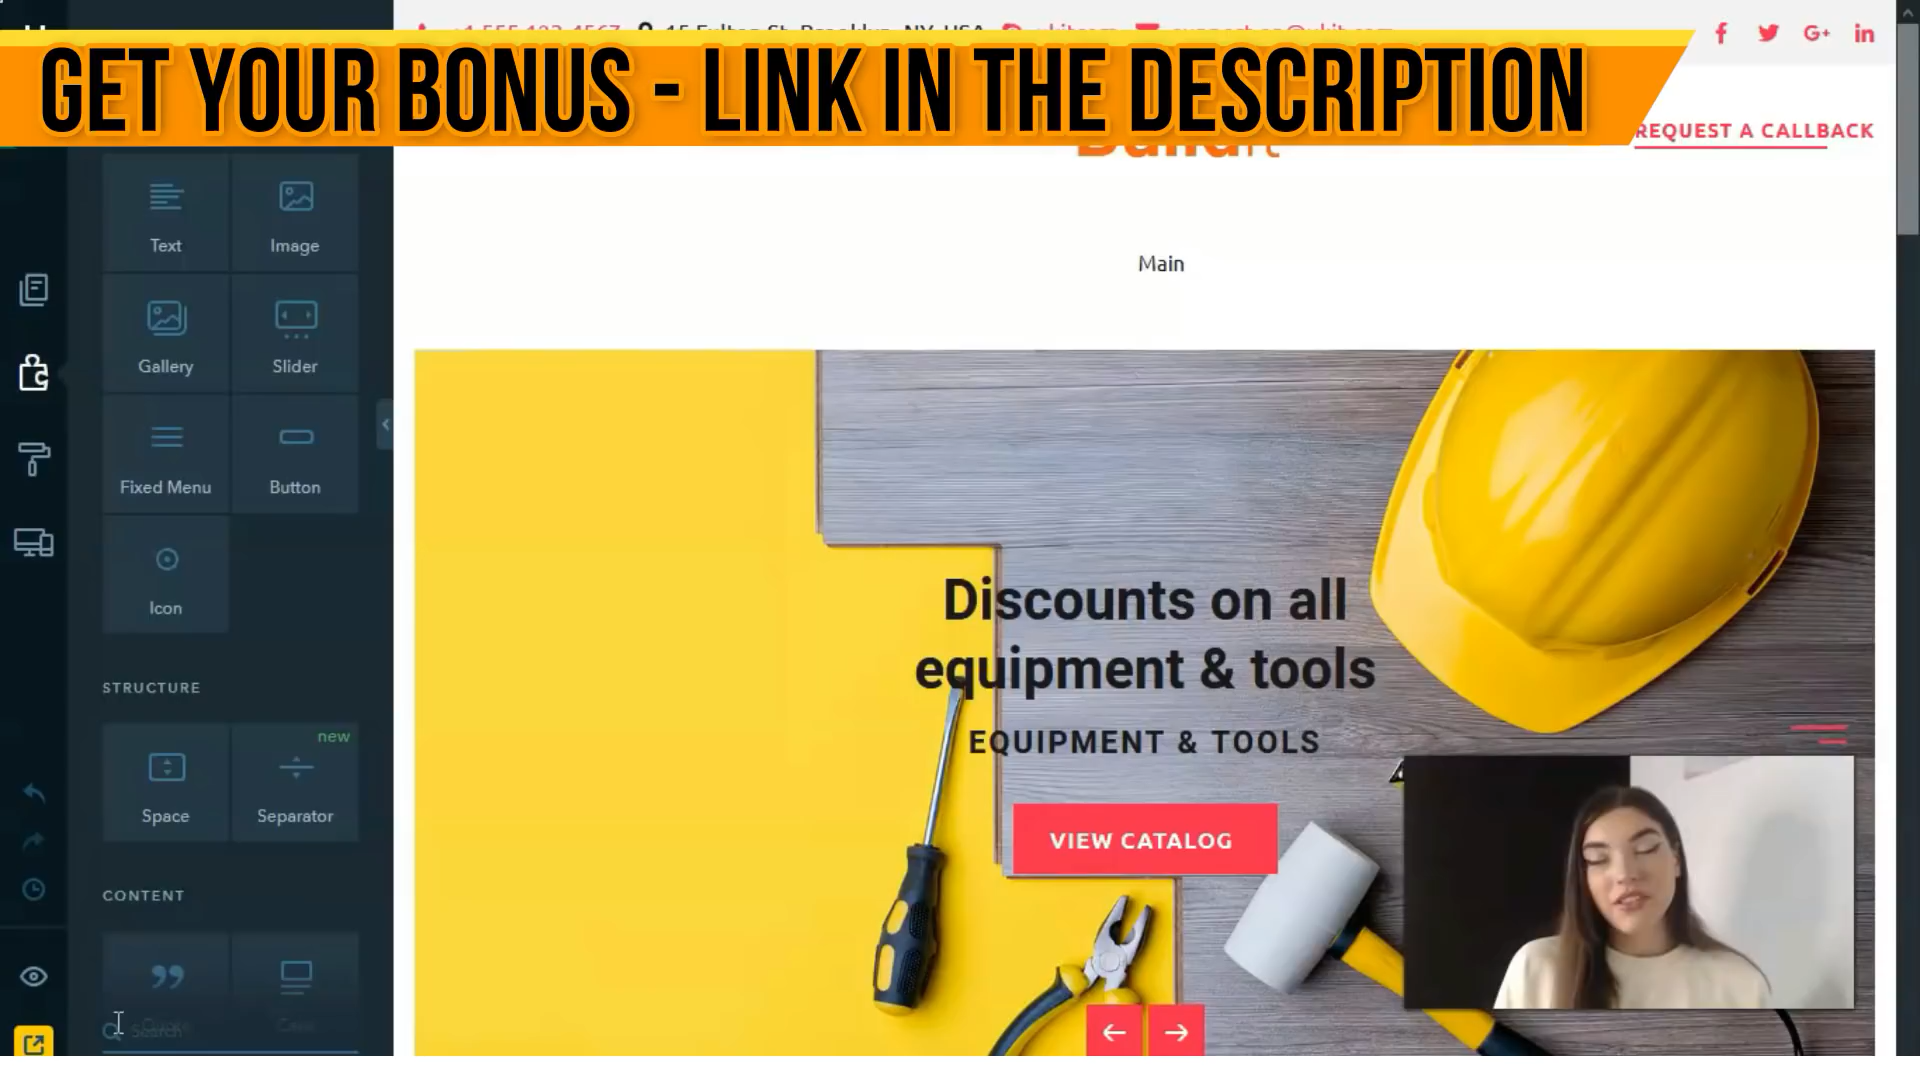 GET YOUR BONUS - LINK IN THE DESCRIPTION
REQUEST A CALLBACK
Main
Text
Image
Gallery
Slider
Fixed Menu
Button
Icon
STRUCTURE
new
Space
Separator
CONTENT
Search
Discounts on all
equipment & tools
EQUIPMENT & TOOLS
VIEW CATALOG